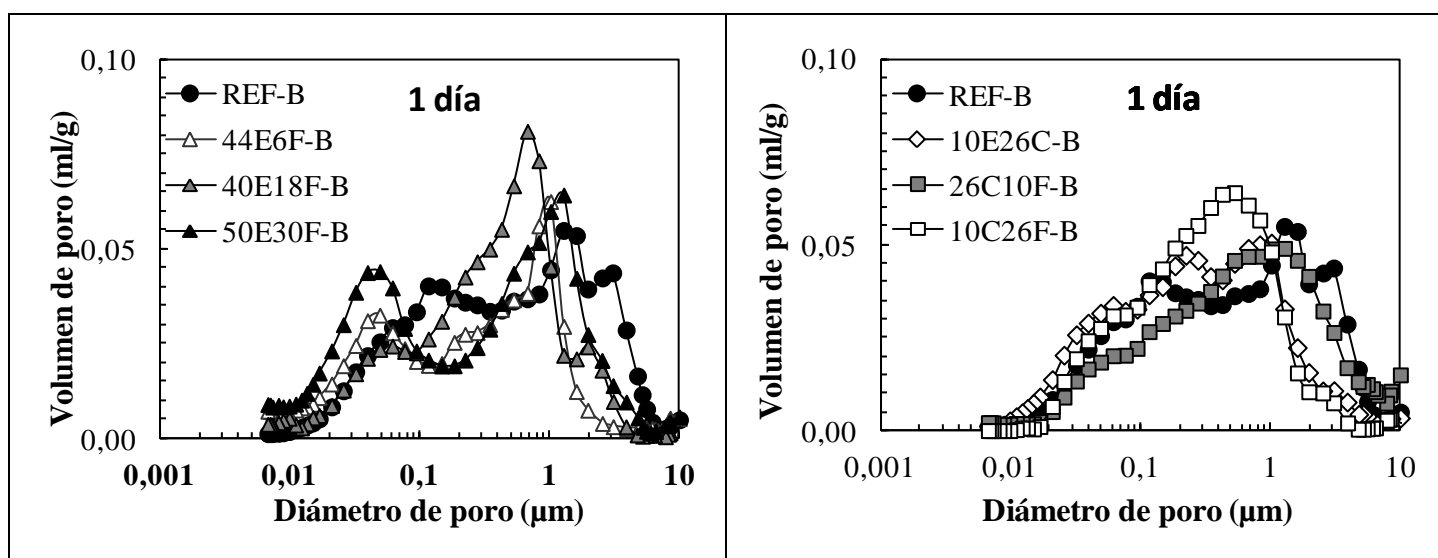 0,10
REF-B
1 día
44E6F-B
40E18F-B
50E30F-B
0,05
0,00
0,001
0,01
0,1
1
10
Volumen de poro (ml/g)
Diámetro de poro (µm)
0,10
REF-B
1 día
10E26C-B
26C10F-B
10C26F-B
0,05
0,00
0,001
0,01
0,1
1
10
Volumen de poro (ml/g)
Diámetro de poro (µm)